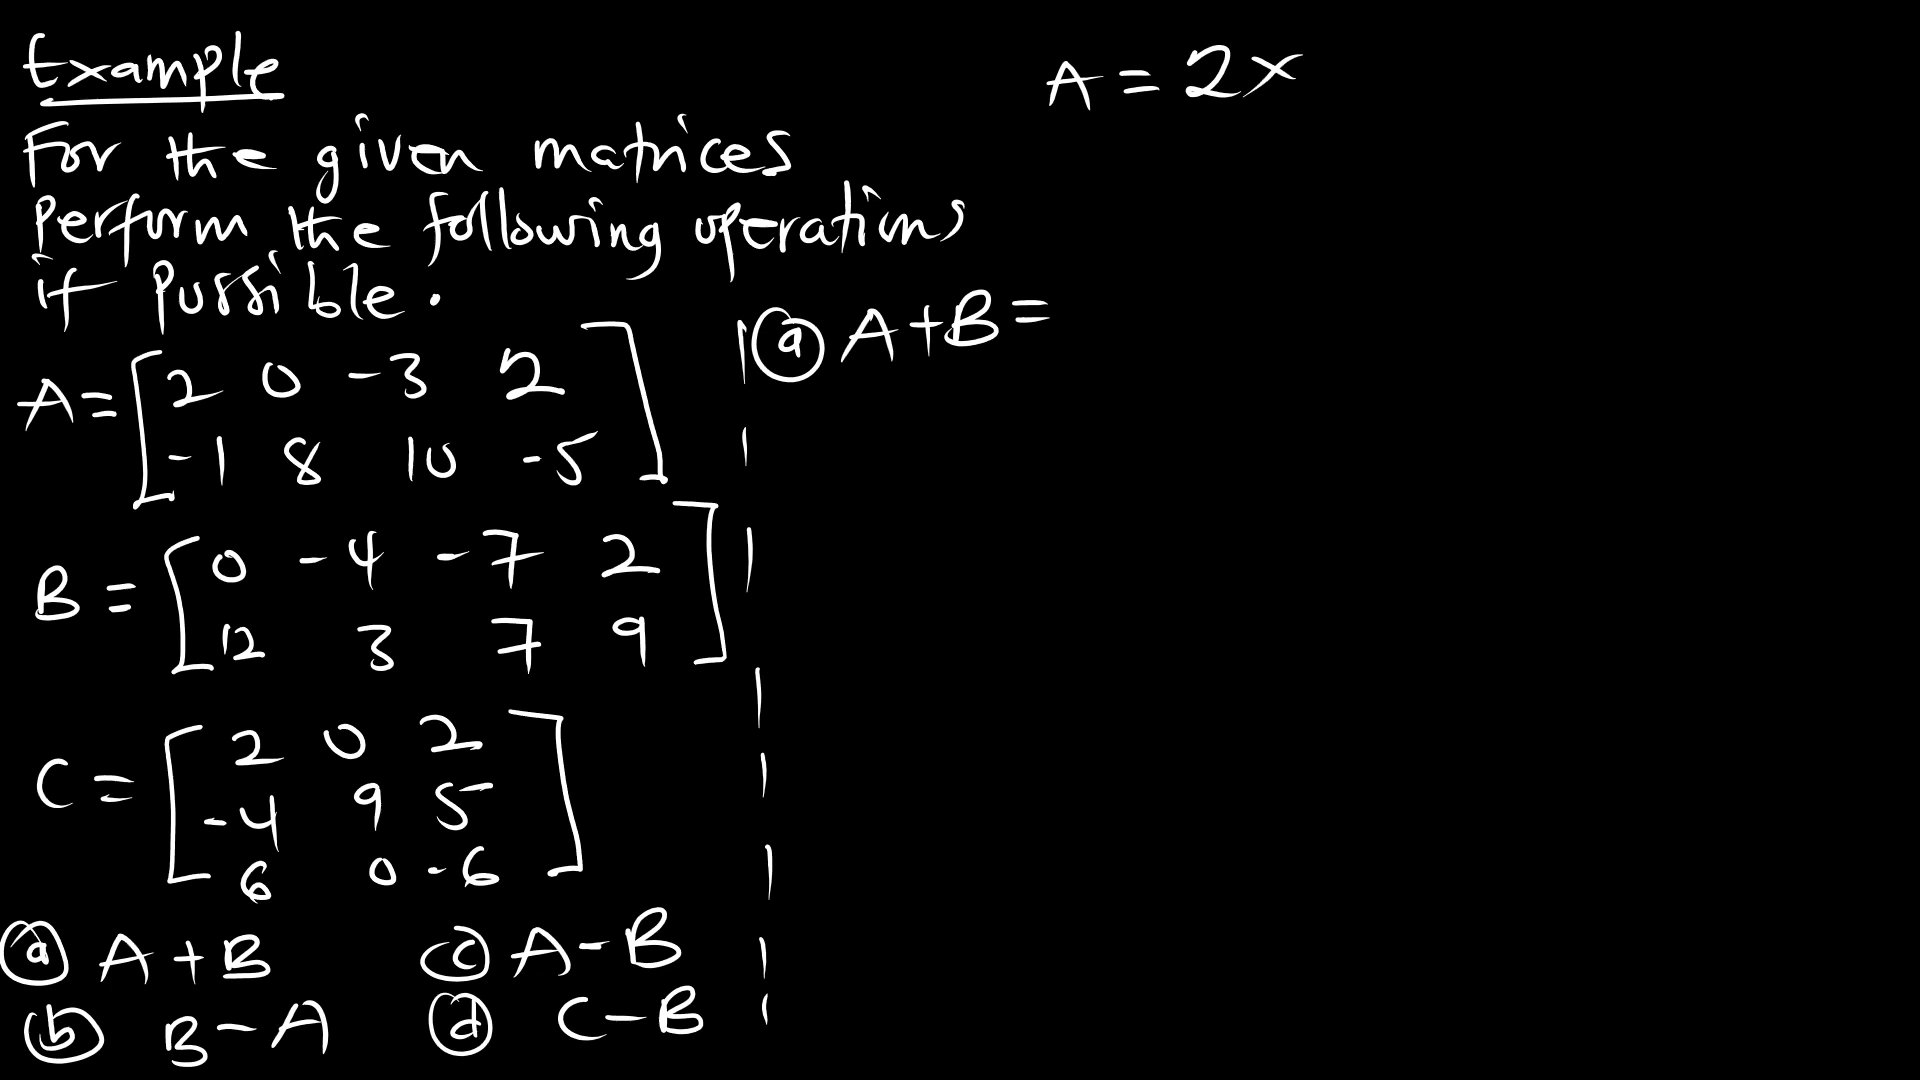 Example
For the given matrices
Perform the following operations
if Possible.
A = [2 0 -3 2
-1 8 10 -5]
B = [0 -4 -7 2
12 3 7 9]
C = [2 0 2
-4 9 5
6 0 -6]
(a) A + B (c) A - B
(b) B - A (d) C - B
A = 2x
(a) A + B =